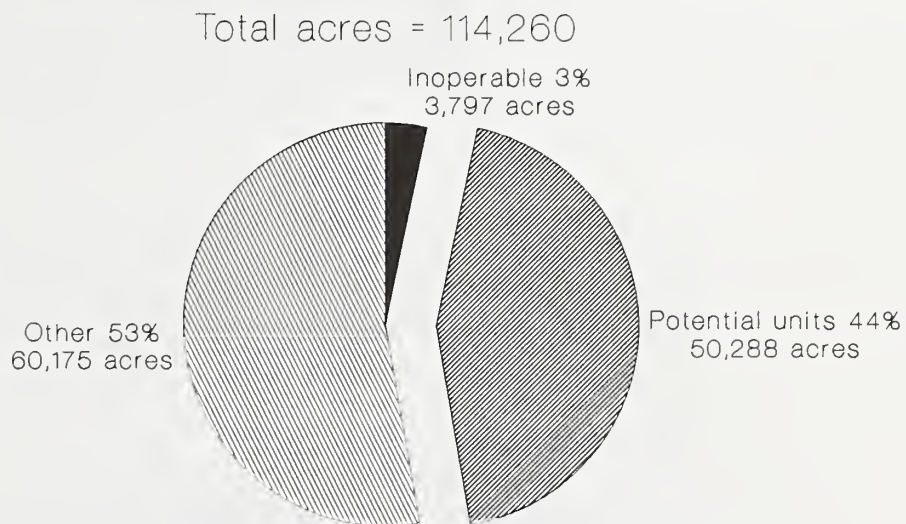 Total acres = 114,260
Inoperable 3%
3,797 acres
Potential units 44%
50,288 acres
Other 53%
60,175 acres